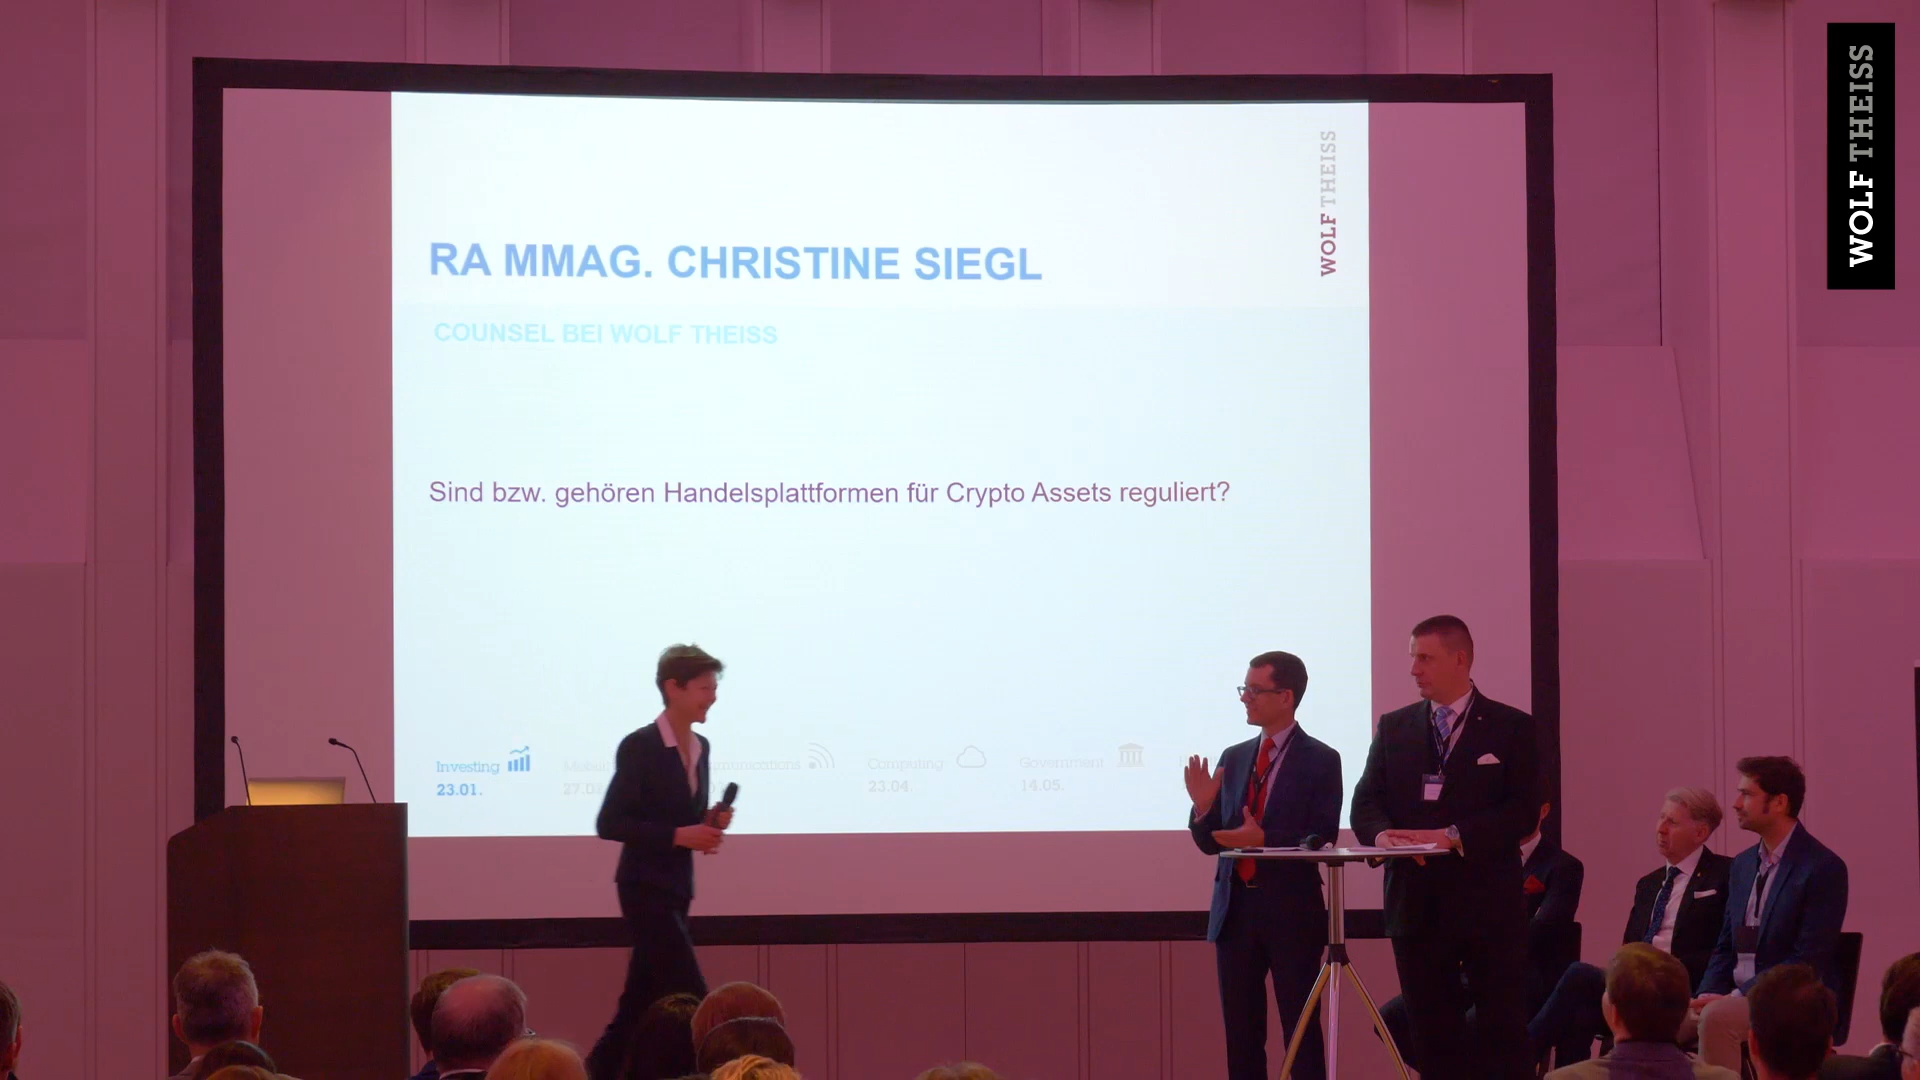 WOLF THEISS
WOLF THEISS
RA MMAG. CHRISTINE SIEGL
COUNSEL BEI WOLF THEISS
Sind bzw. gehören Handelsplattformen für Crypto Assets reguliert?
Investing
23.01.
Computing
23.04.
Government
14.05.